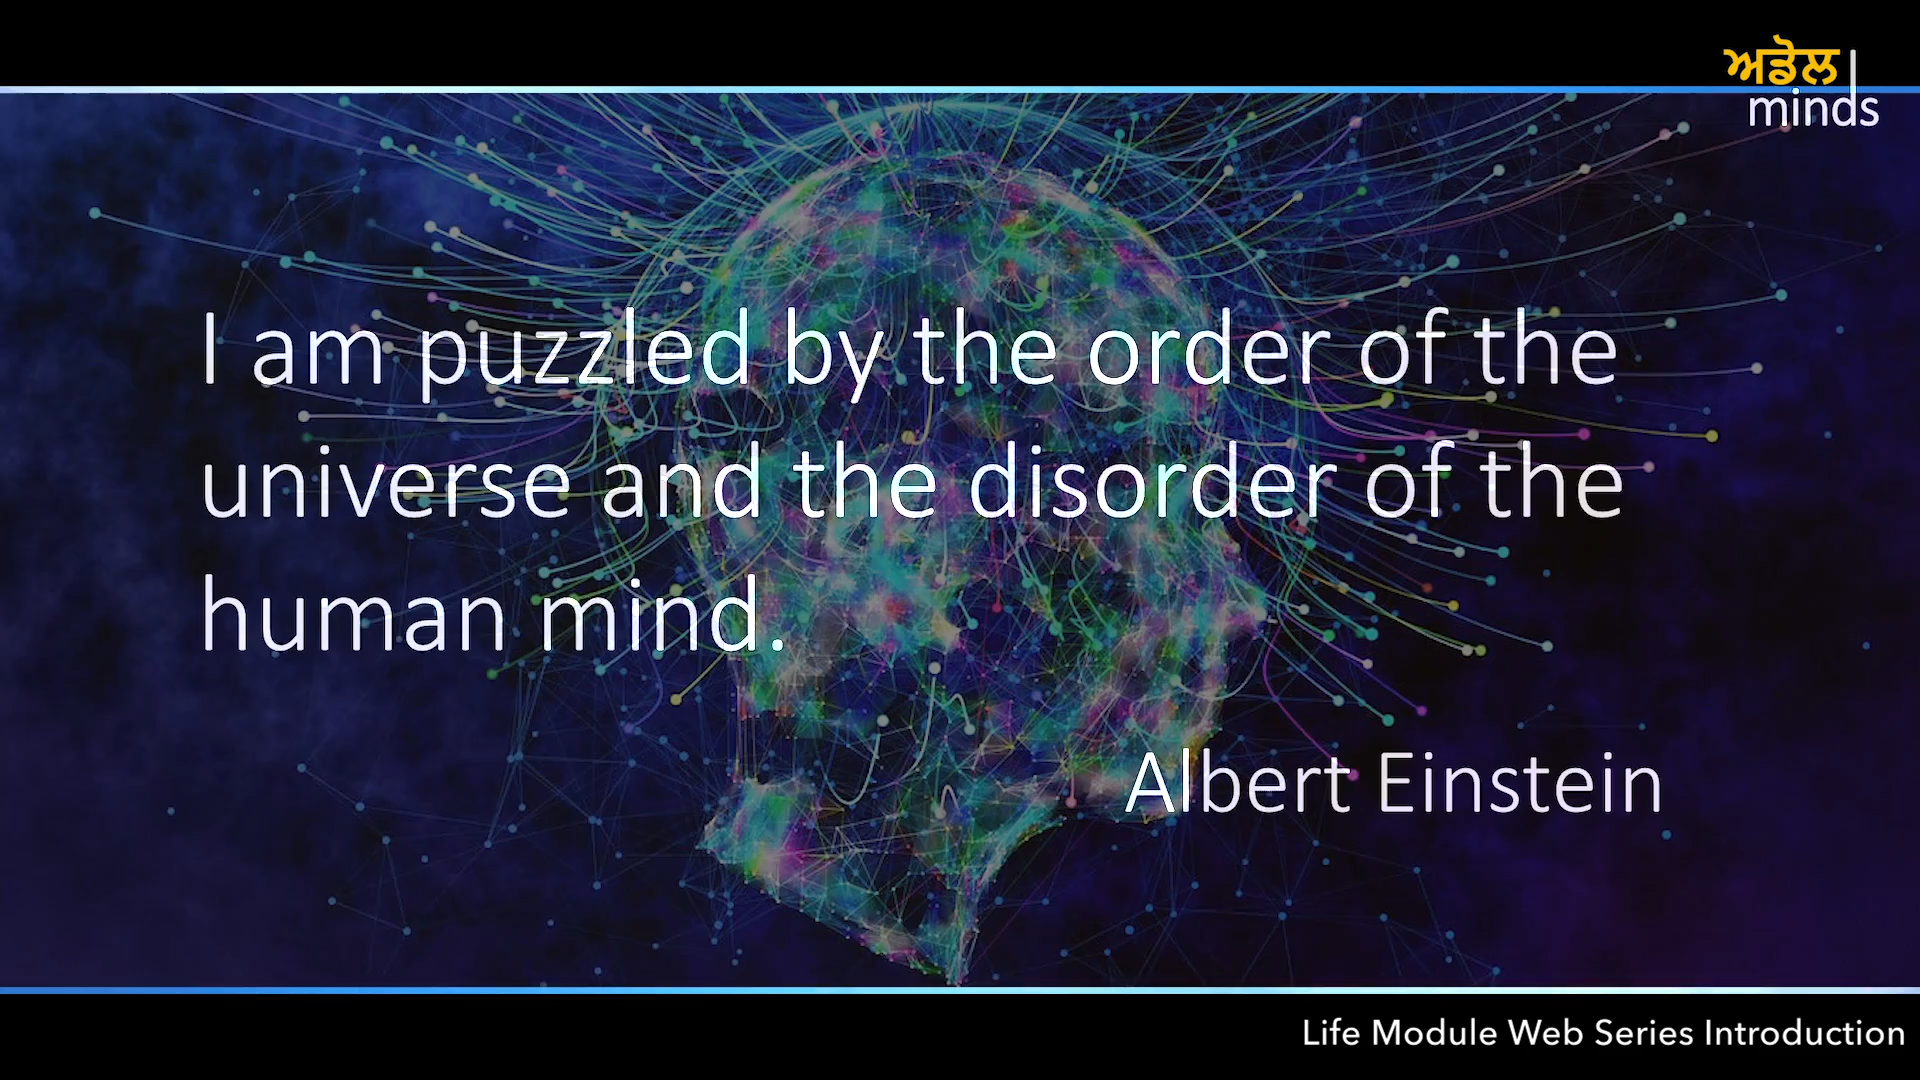 ਅਡੋਲ
minds
I am puzzled by the order of the
universe and the disorder of the
human mind.
Albert Einstein
Life Module Web Series Introduction